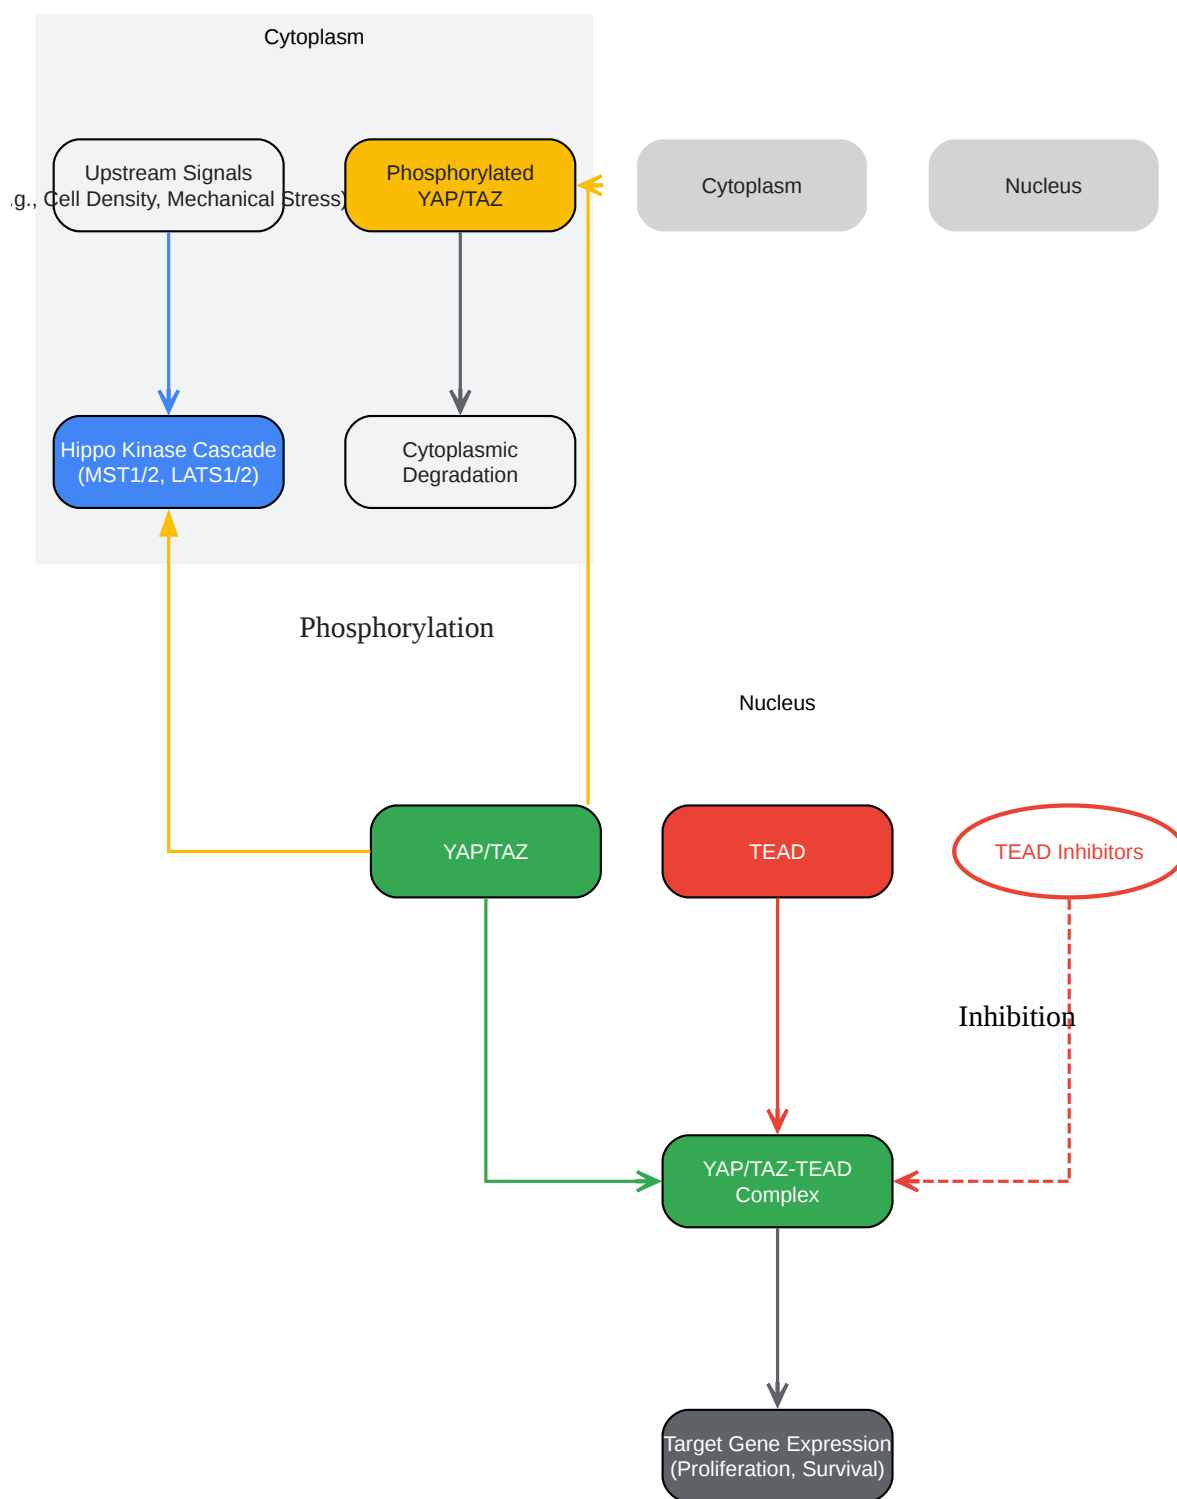 Cytoplasm
Upstream Signals
.g., Cell Density, Mechanical Stress)
Phosphorylated
YAP/TAZ
Cytoplasm
Nucleus
Hippo Kinase Cascade
(MST1/2, LATS1/2)
Cytoplasmic
Degradation
Phosphorylation
Nucleus
YAP/TAZ
TEAD
TEAD Inhibitors
Inhibition
YAP/TAZ-TEAD
Complex
Target Gene Expression
(Proliferation, Survival)